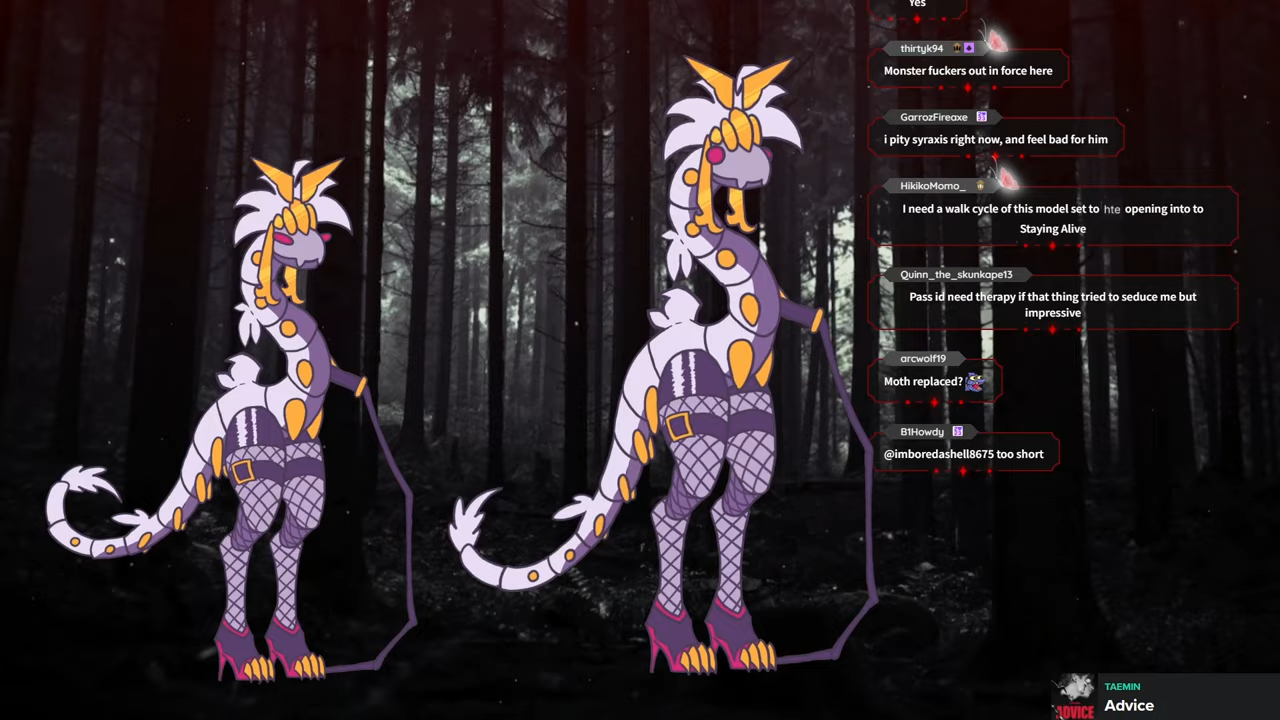 Yes
thirtyk94
Monster fuckers out in force here
GarrozFireaxe
i pity syraxis right now, and feel bad for him
HikikoMomo_
I need a walk cycle of this model set to hte opening into to
Staying Alive
Quinn_the_skunkape13
Pass id need therapy if that thing tried to seduce me but
impressive
arcwolf19
Moth replaced?
B1Howdy
@imboredashell8675 too short
TAEMIN
ADVICE
Advice